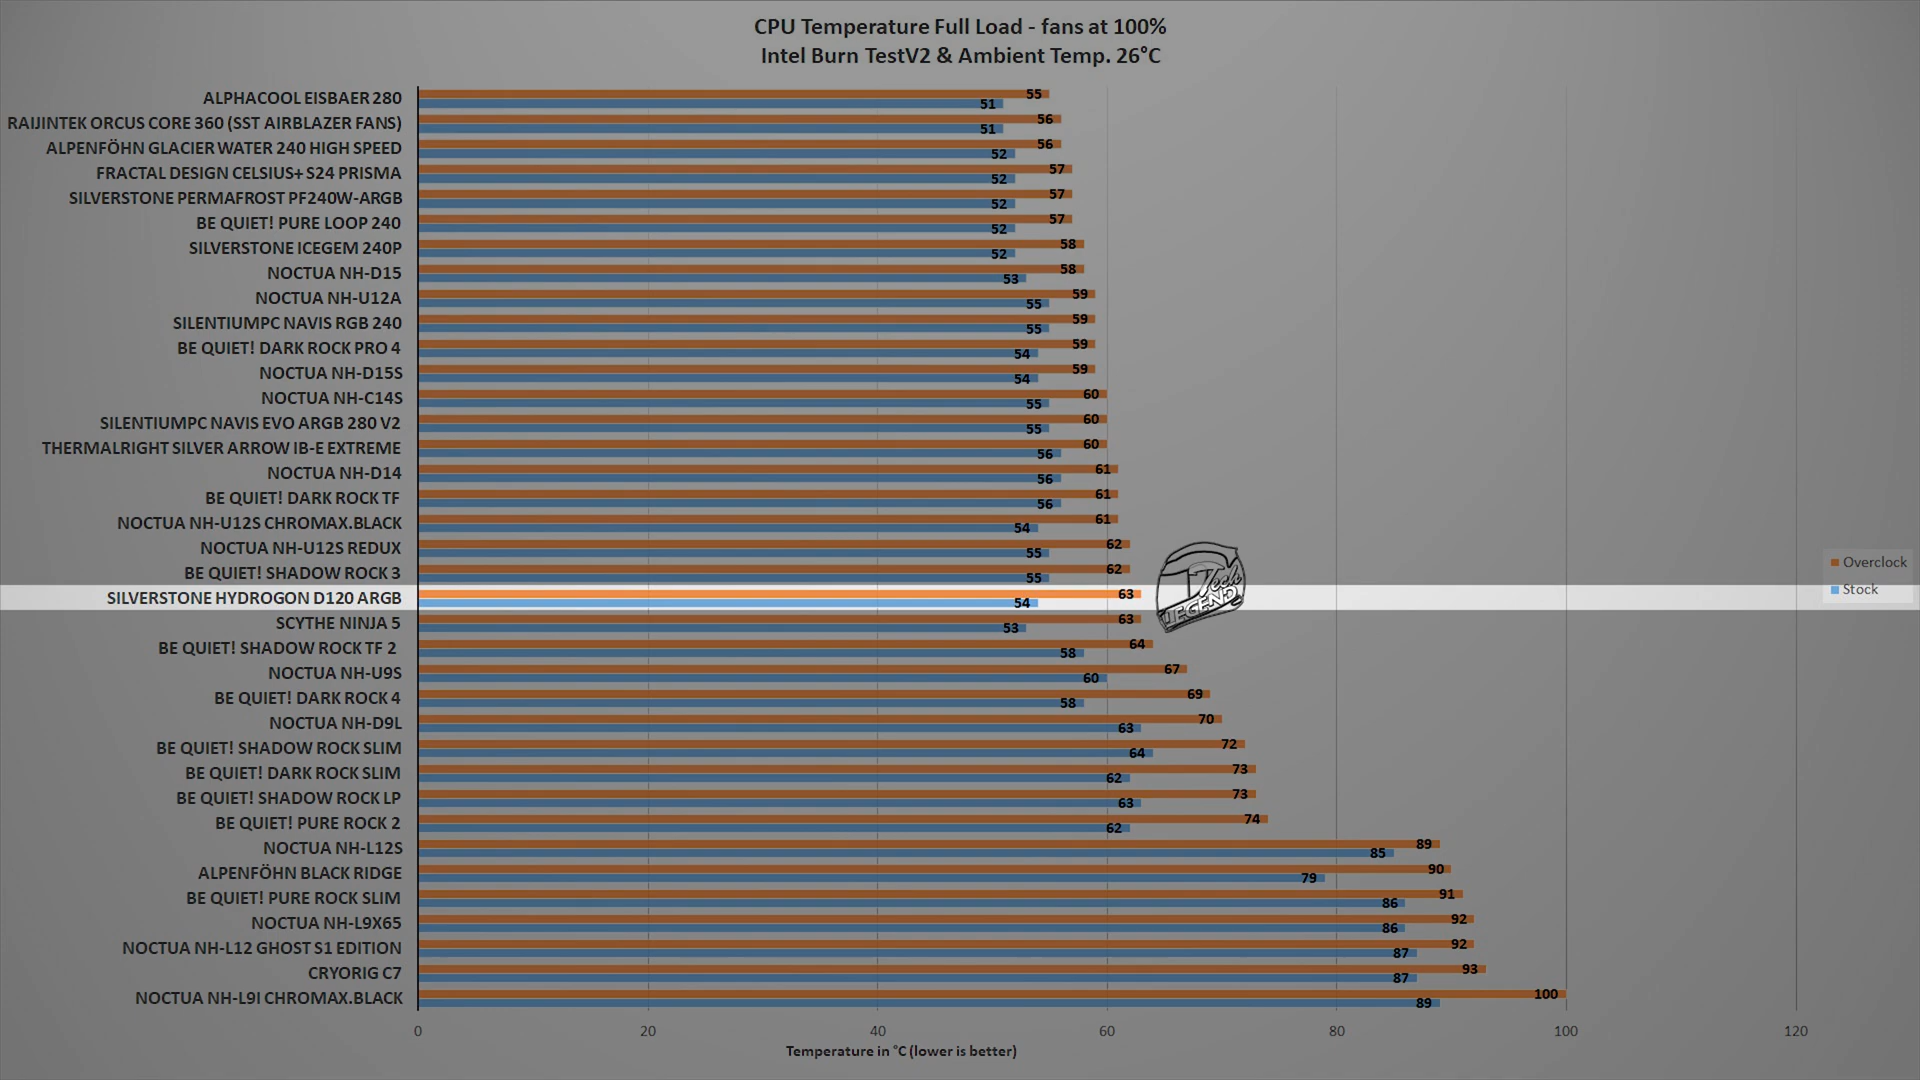 CPU Temperature Full Load - fans at 100%
Intel Burn TestV2 & Ambient Temp. 26°C
ALPHACOOL EISBAER 280 55 51
RAIJINTEK ORCUS CORE 360 (SST AIRBLAZER FANS) 56 51
ALPENFÖHN GLACIER WATER 240 HIGH SPEED 56 52
FRACTAL DESIGN CELSIUS+ S24 PRISMA 57 52
SILVERSTONE PERMAFROST PF240W-ARGB 57 52
BE QUIET! PURE LOOP 240 57 52
SILVERSTONE ICEGEM 240P 58 52
NOCTUA NH-D15 58 53
NOCTUA NH-U12A 59 55
SILENTIUMPC NAVIS RGB 240 59 55
BE QUIET! DARK ROCK PRO 4 59 54
NOCTUA NH-D15S 59 54
NOCTUA NH-C14S 60 55
SILENTIUMPC NAVIS EVO ARGB 280 V2 60 55
THERMALRIGHT SILVER ARROW IB-E EXTREME 60 56
NOCTUA NH-D14 61 56
BE QUIET! DARK ROCK TF 61 56
NOCTUA NH-U12S CHROMAX.BLACK 61 54
NOCTUA NH-U12S REDUX 62 55
BE QUIET! SHADOW ROCK 3 62 55
SILVERSTONE HYDROGON D120 ARGB 63 54
SCYTHE NINJA 5 63 53
BE QUIET! SHADOW ROCK TF 2 64 58
NOCTUA NH-U9S 67 60
BE QUIET! DARK ROCK 4 69 58
NOCTUA NH-D9L 70 63
BE QUIET! SHADOW ROCK SLIM 72 64
BE QUIET! DARK ROCK SLIM 73 62
BE QUIET! SHADOW ROCK LP 73 63
BE QUIET! PURE ROCK 2 74 62
NOCTUA NH-L12S 89 85
ALPENFÖHN BLACK RIDGE 90 79
BE QUIET! PURE ROCK SLIM 91 86
NOCTUA NH-L9X65 92 86
NOCTUA NH-L12 GHOST S1 EDITION 92 87
CRYORIG C7 93 87
NOCTUA NH-L9I CHROMAX.BLACK 100 89
0 20 40 60 80 100 120
Temperature in °C (lower is better)
Overclock
Stock
Tech
LEGEND